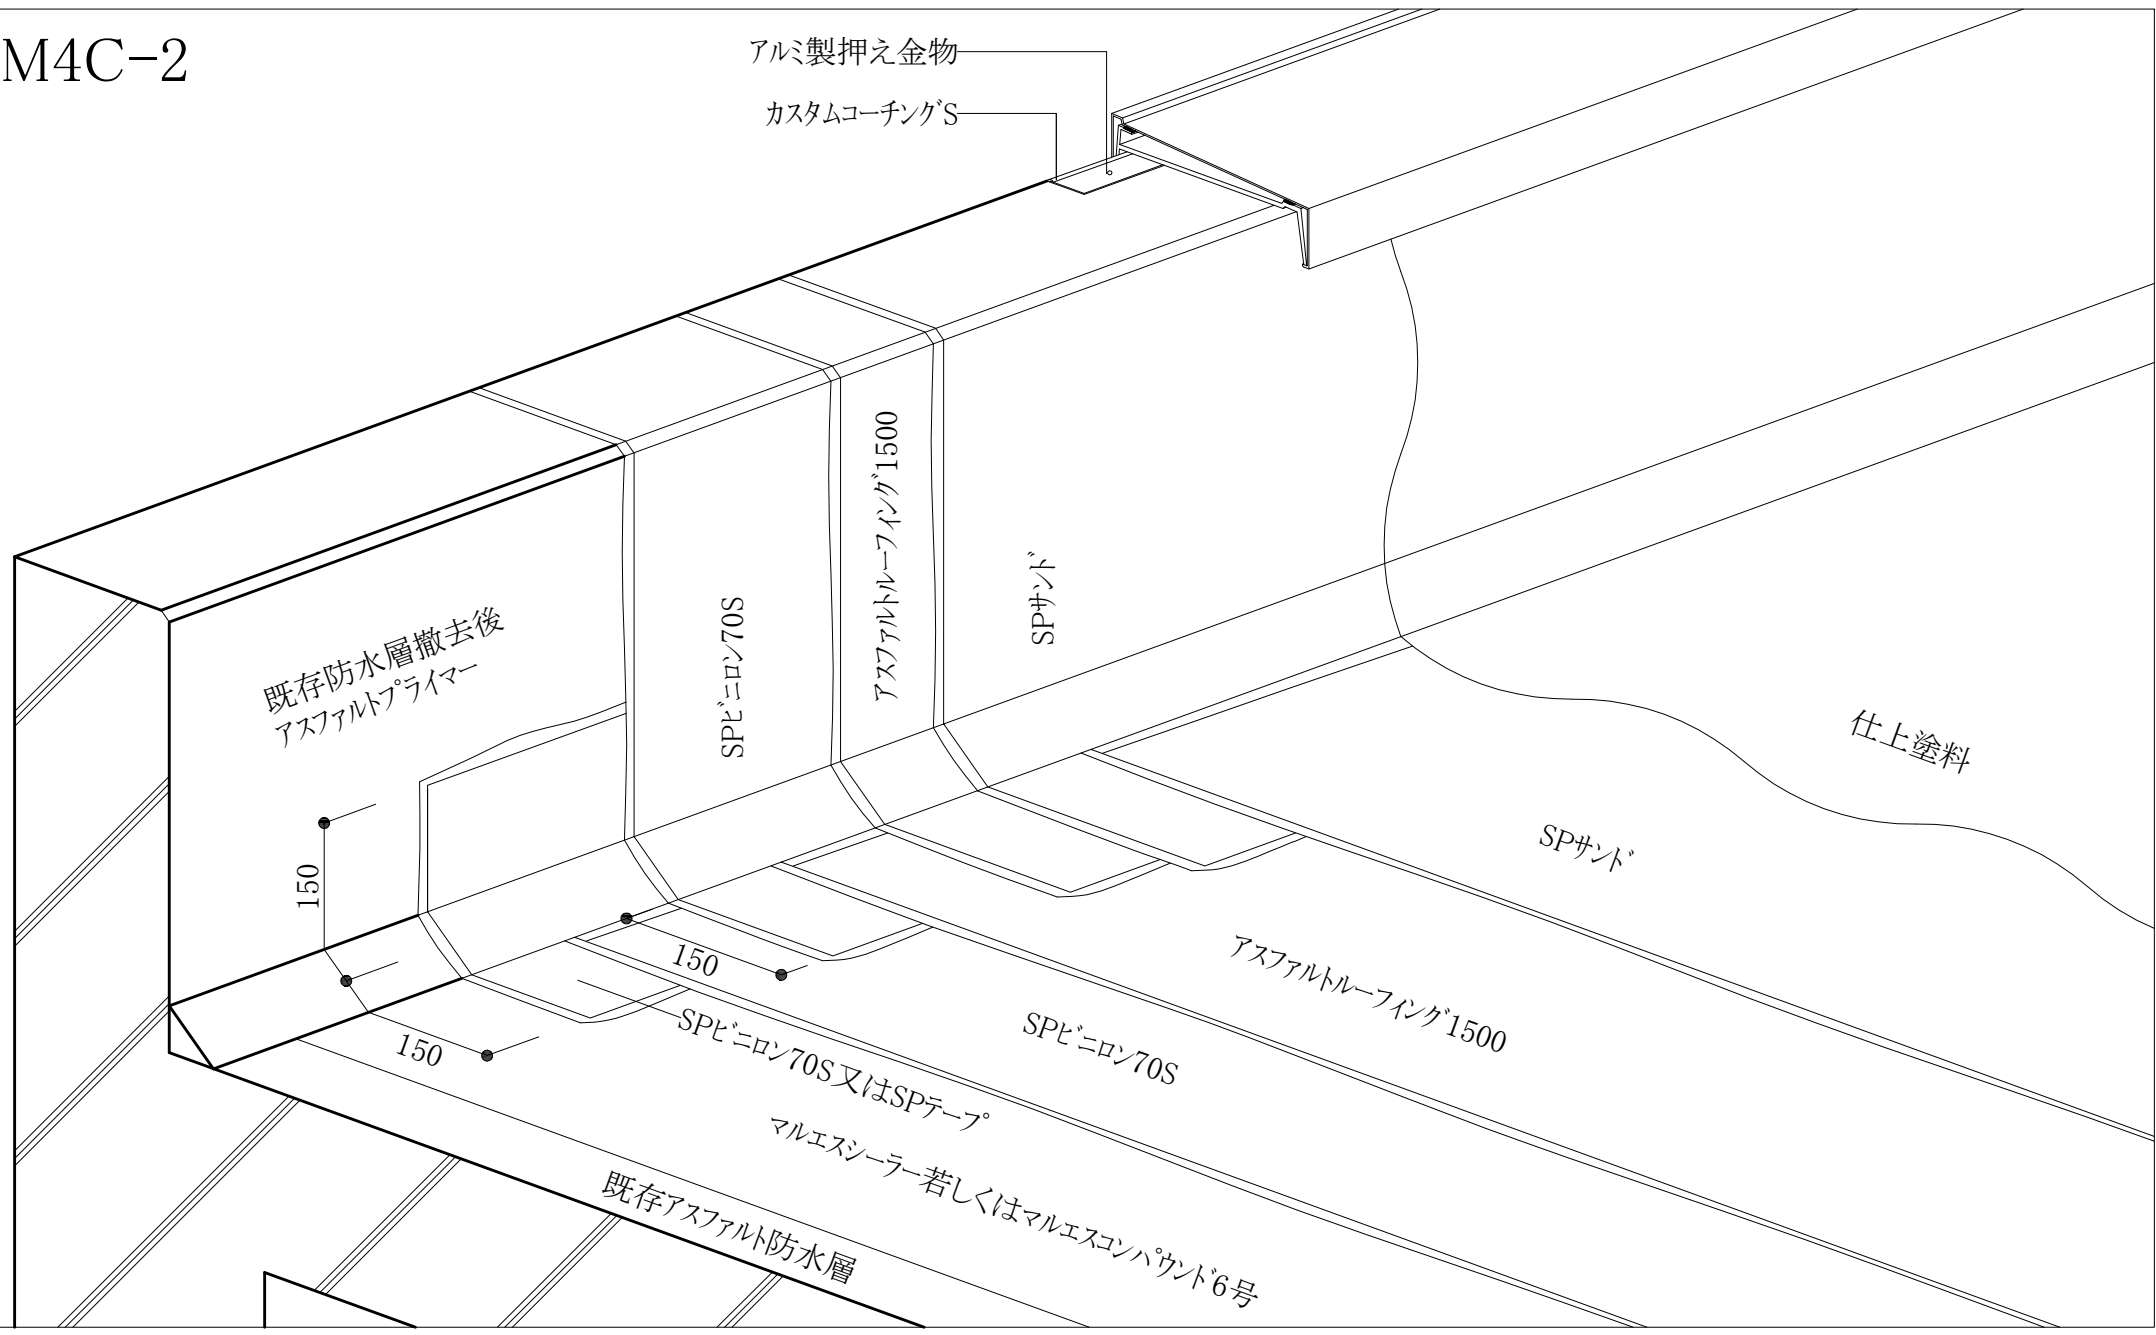 M4C-2
アルミ製押え金物
カスタムコーチングS
既存防水層撤去後
アスファルトプライマー
SPビニロン70S
アスファルトルーフィング1500
SPサンド
仕上塗料
SPサンド
アスファルトルーフィング1500
SPビニロン70S
150
150
150
SPビニロン70S又はSPテープ
マルエスシーラー若しくはマルエスコンパウンド6号
既存アスファルト防水層